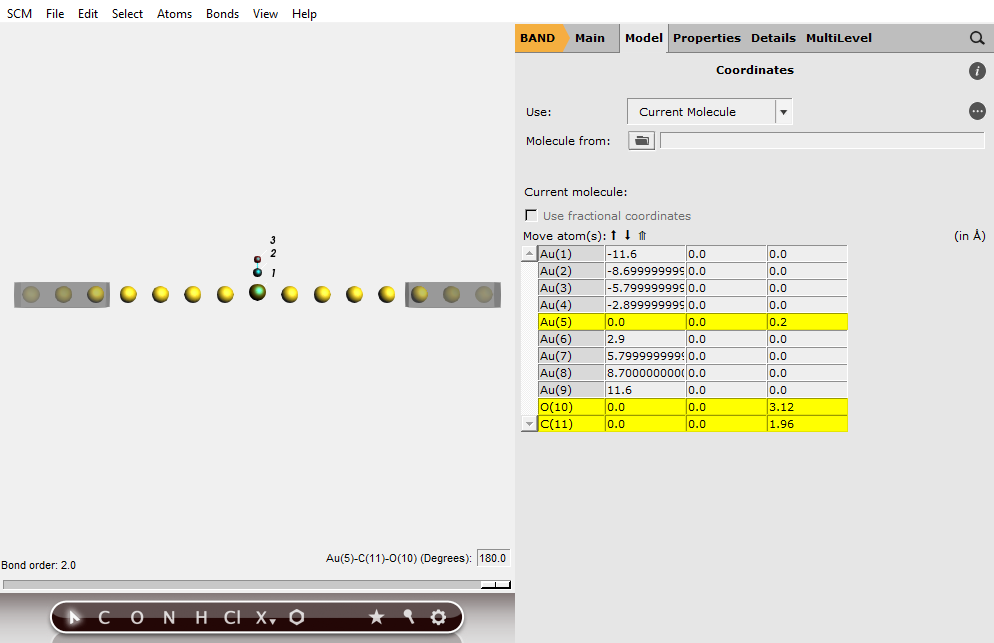 SCM File Edit Select Atoms Bonds View Help
BAND Main Model Properties Details MultiLevel
Coordinates
Use: Current Molecule
Molecule from:
Current molecule:
Use fractional coordinates
Move atom(s): (in Å)
Au(1) -11.6 0.0 0.0
Au(2) -8.699999999 0.0 0.0
Au(3) -5.799999999 0.0 0.0
Au(4) -2.899999999 0.0 0.0
Au(5) 0.0 0.0 0.2
Au(6) 2.9 0.0 0.0
Au(7) 5.7999999999 0.0 0.0
Au(8) 8.7000000000 0.0 0.0
Au(9) 11.6 0.0 0.0
O(10) 0.0 0.0 3.12
C(11) 0.0 0.0 1.96
3
2
1
Au(5)-C(11)-O(10) (Degrees): 180.0
Bond order: 2.0
C O N H Cl X